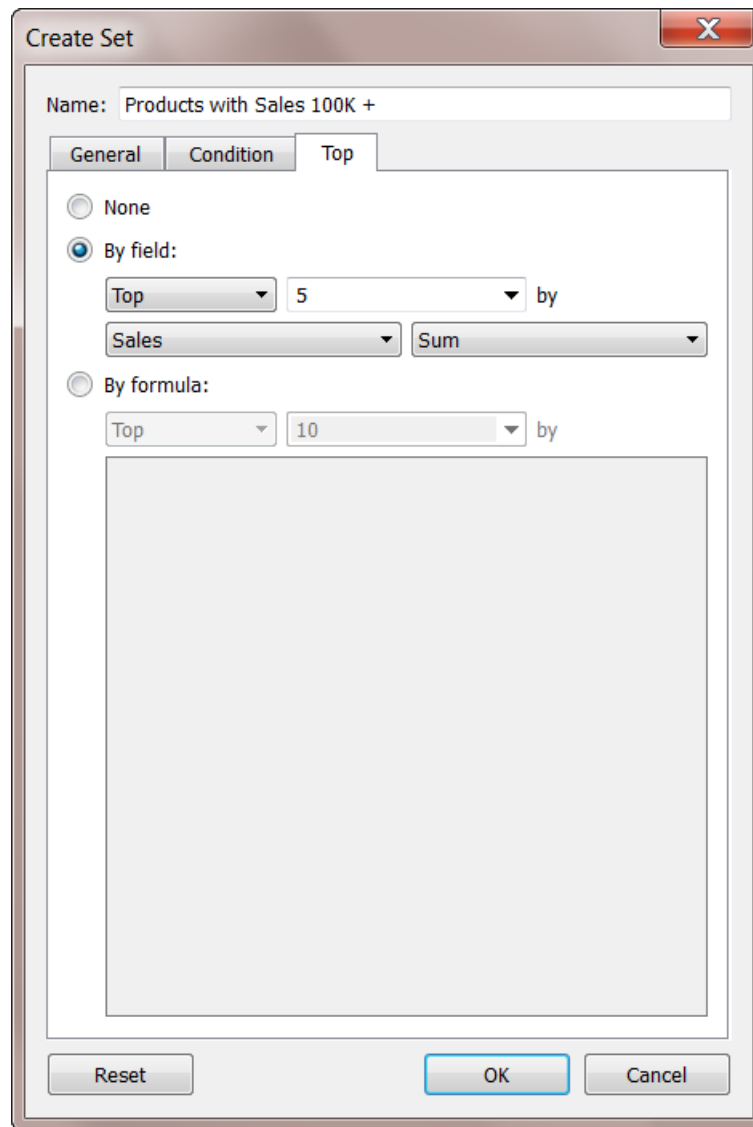 Create Set
Name: Products with Sales 100K +
General Condition Top
None
By field:
Top 5 by
Sales Sum
By formula:
Top 10 by
Reset OK Cancel